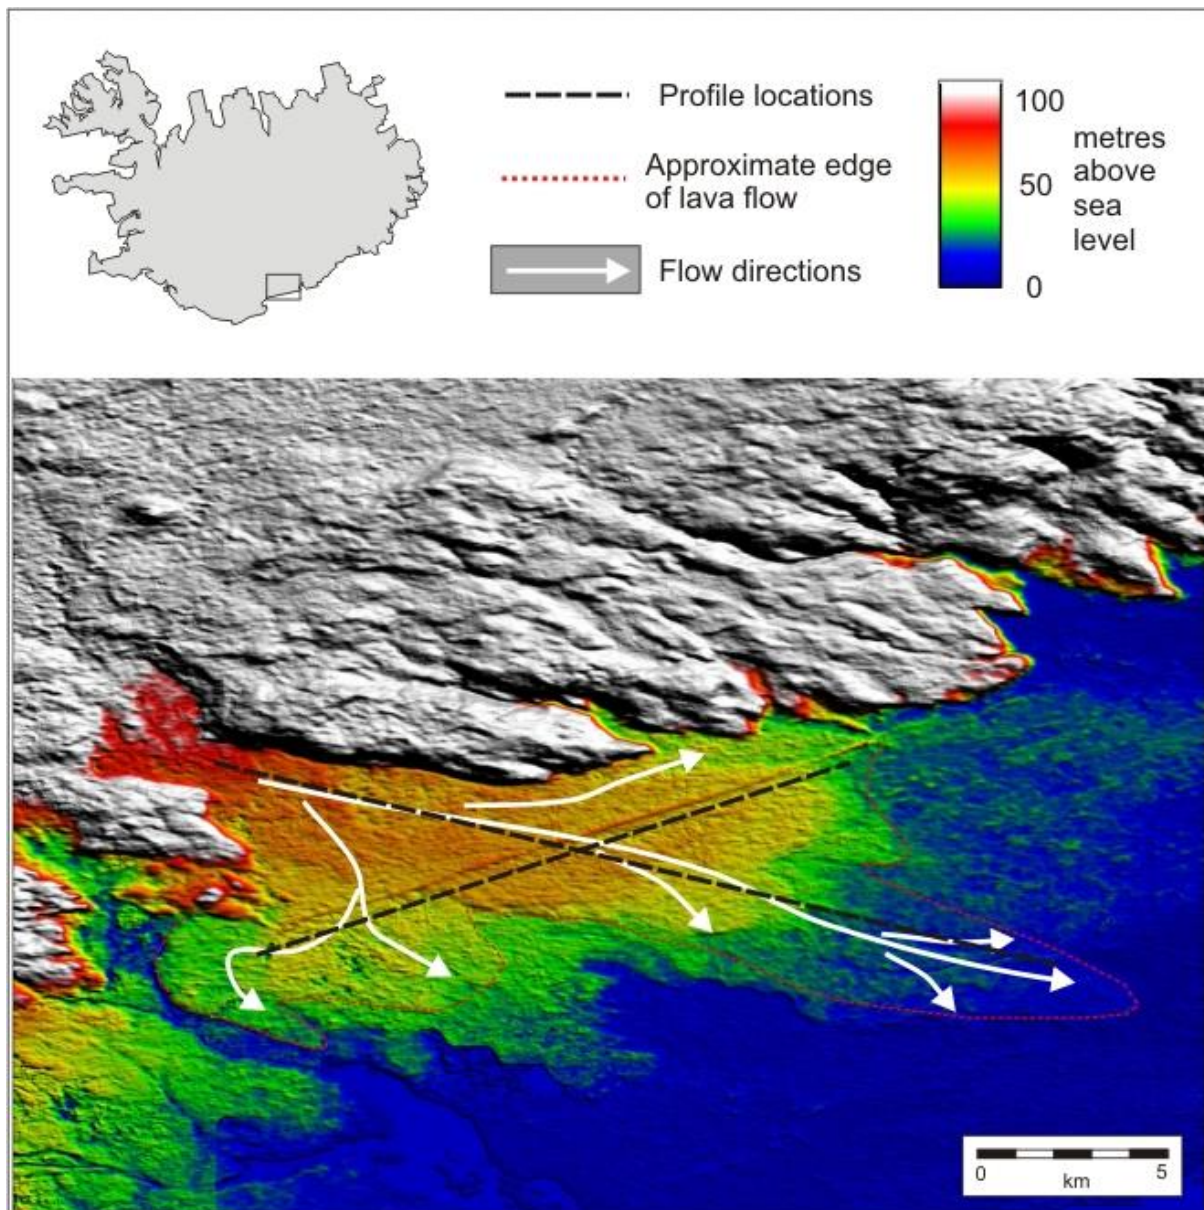 Profile locations
Approximate edge
of lava flow
Flow directions
100
50
0
metres
above
sea
level
0 5
km